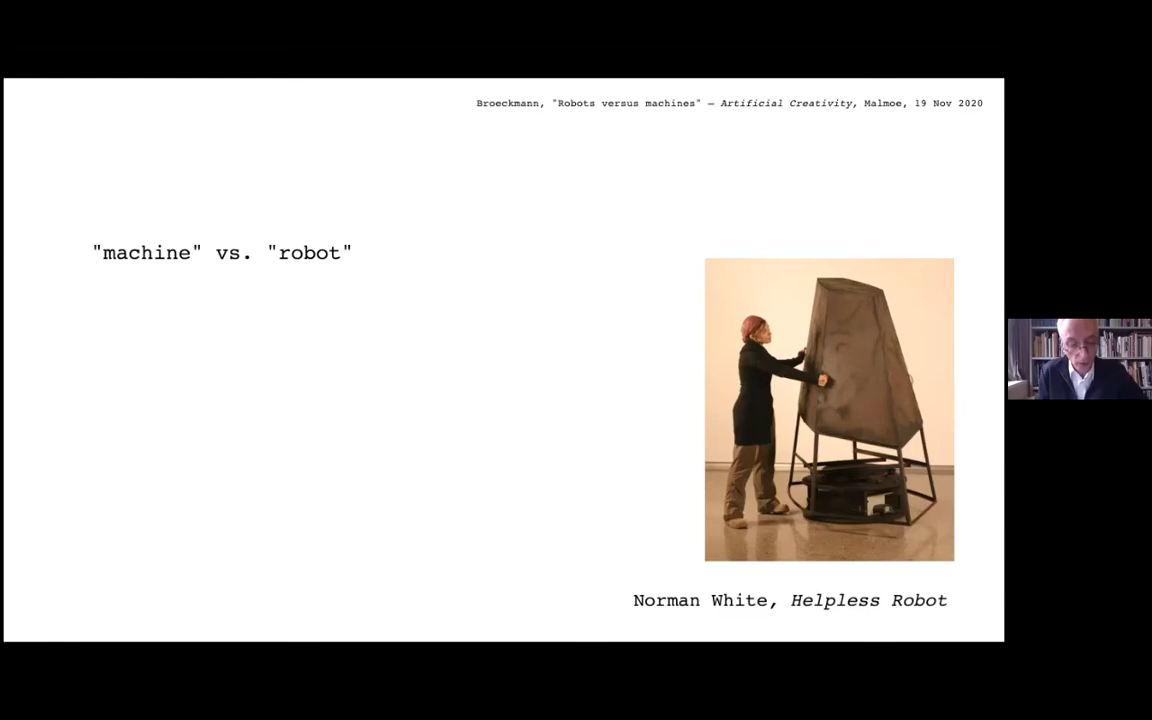 Broeckmann, "Robots versus machines" — Artificial Creativity, Malmoe, 19 Nov 2020
"machine" vs. "robot"
Norman White, Helpless Robot